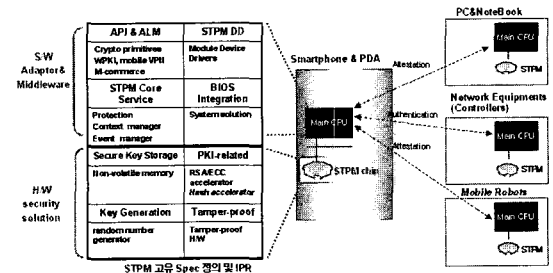 S/W
Adaptor&
Middleware
H/W
security
solution
API & ALM
STPM DD
Crypto primitives
WPKI, mobile VPN
M-commerce
Module Device
Drivers
STPM Core
Service
BIOS
Integration
Protection
Context manager
Event manager
System solution
Secure Key Storage
PKI-related
Non-volatile memory
RSA/ECC
accelerator
Hash accelerator
Key Generation
Tamper-proof
random number
generator
Tamper-proof
H/W
STPM 고유 Spec 정의 및 IPR
Smartphone & PDA
Main CPU
STPM chip
Attestation
Authentication
Attestation
PC&NoteBook
Main CPU
STPM
Network Equipments
(Controllers)
Main CPU
STPM
Mobile Robots
Main CPU
STPM